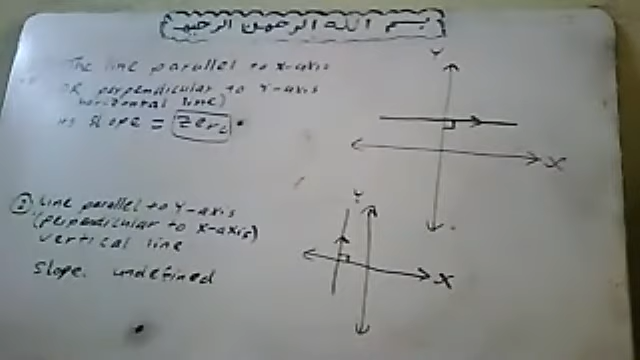 بسم الله الرحمن الرحيم
The line parallel to x-axis
OR perpendicular to Y-axis
horizontal line)
its slope = Zero
Y
X
② Line parallel to Y-axis
(perpendicular to x-axis)
vertical line
slope. undefined
Y
X